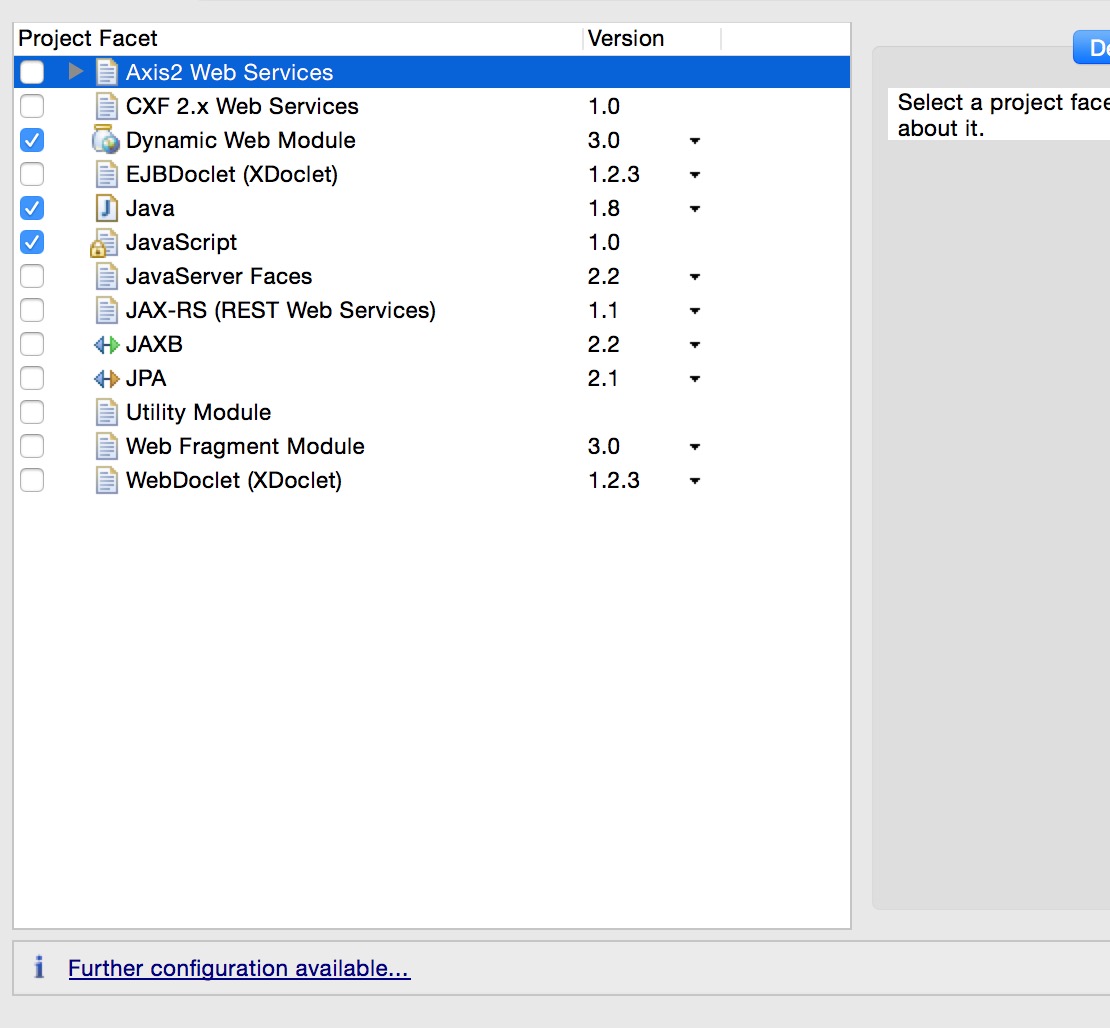 Project Facet Version
Axis2 Web Services
CXF 2.x Web Services 1.0
Dynamic Web Module 3.0
EJBDoclet (XDoclet) 1.2.3
Java 1.8
JavaScript 1.0
JavaServer Faces 2.2
JAX-RS (REST Web Services) 1.1
JAXB 2.2
JPA 2.1
Utility Module
Web Fragment Module 3.0
WebDoclet (XDoclet) 1.2.3
De
Select a project face
about it.
Further configuration available...